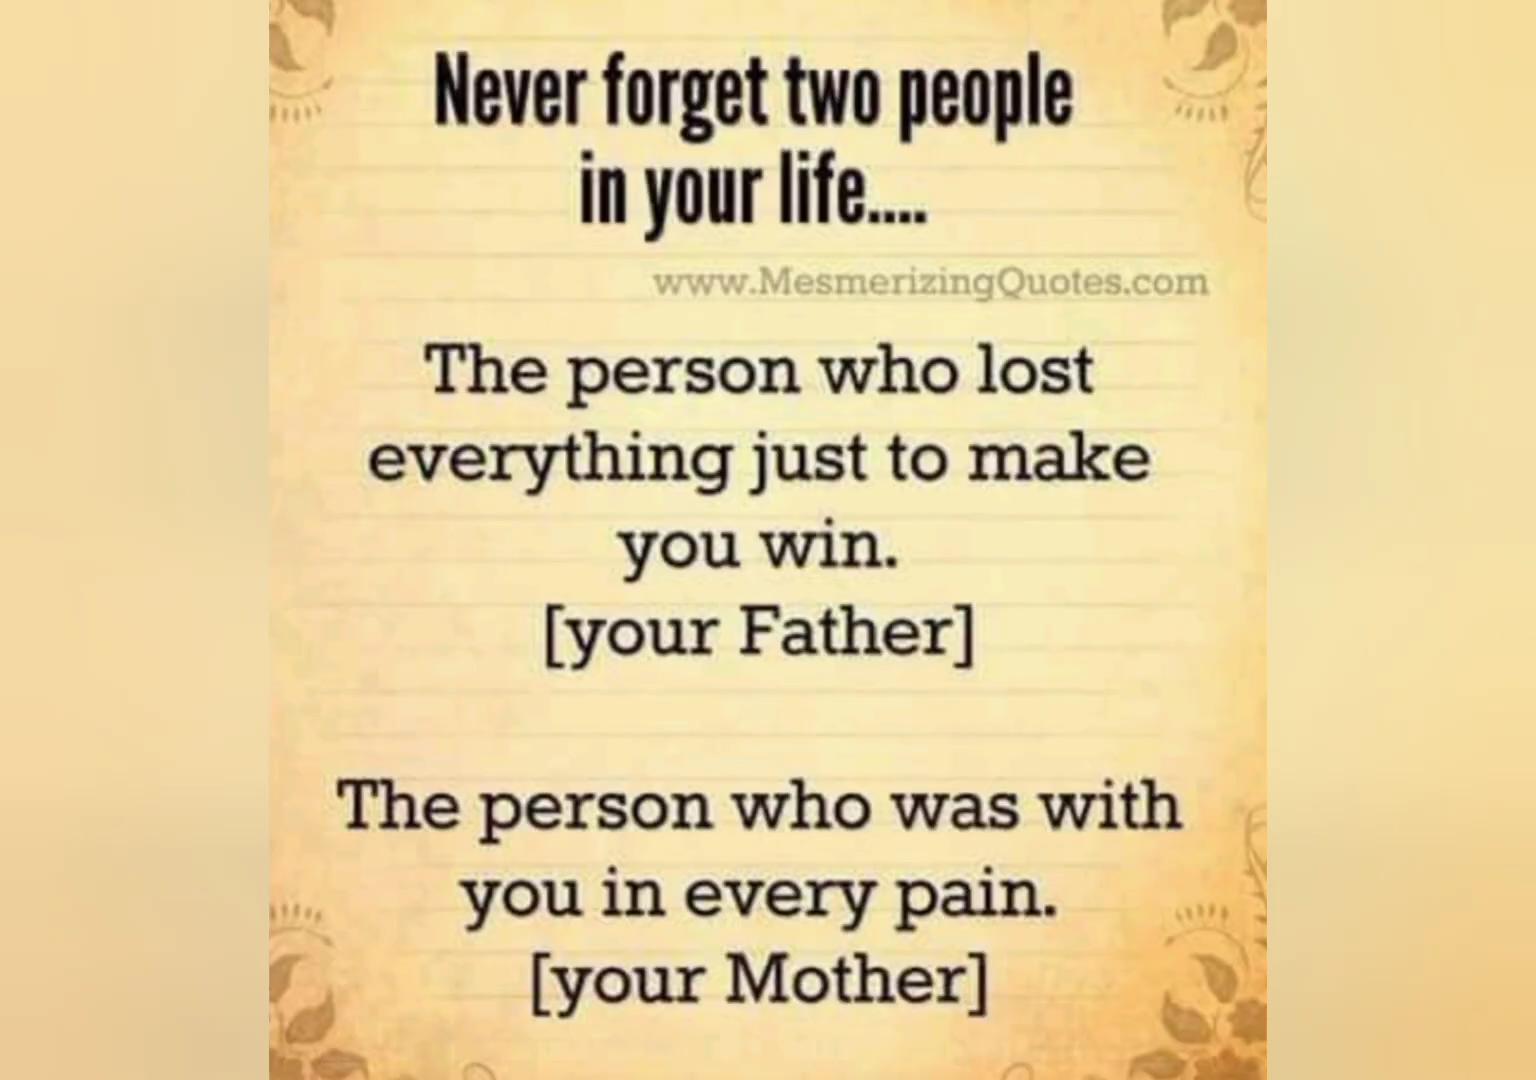 Never forget two people
in your life....
www.MesmerizingQuotes.com
The person who lost
everything just to make
you win.
[your Father]
The person who was with
you in every pain.
[your Mother]